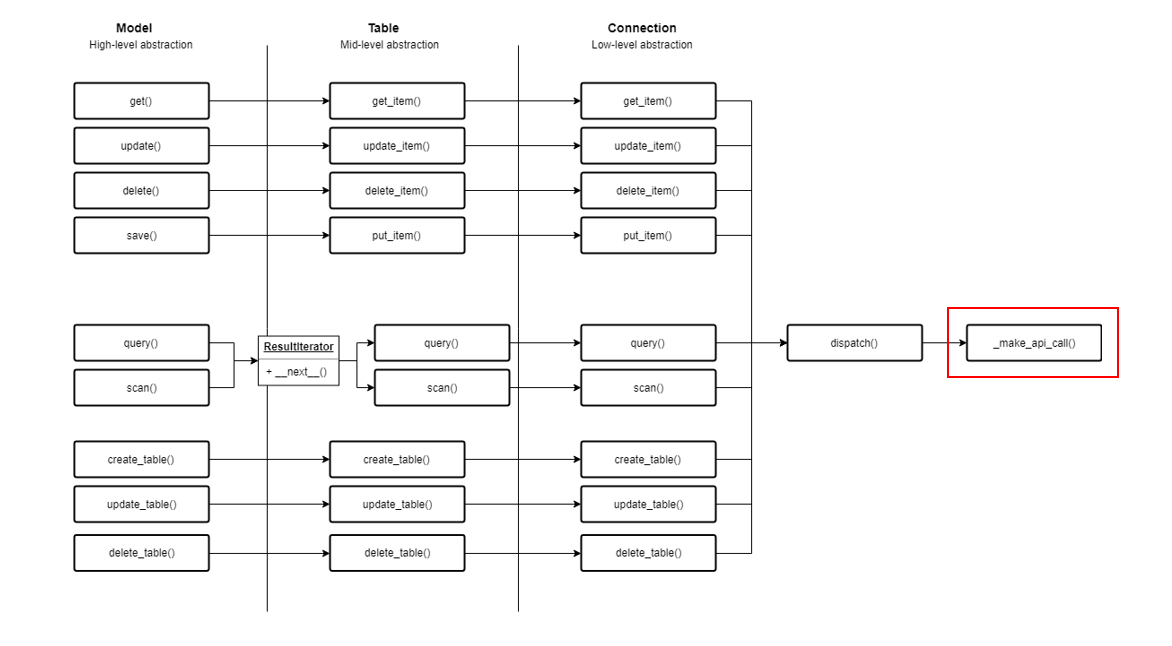 Model
High-level abstraction
Table
Mid-level abstraction
Connection
Low-level abstraction
get()
get_item()
get_item()
update()
update_item()
update_item()
delete()
delete_item()
delete_item()
save()
put_item()
put_item()
query()
ResultIterator
+ __next__()
query()
query()
dispatch()
_make_api_call()
scan()
scan()
scan()
create_table()
create_table()
create_table()
update_table()
update_table()
update_table()
delete_table()
delete_table()
delete_table()